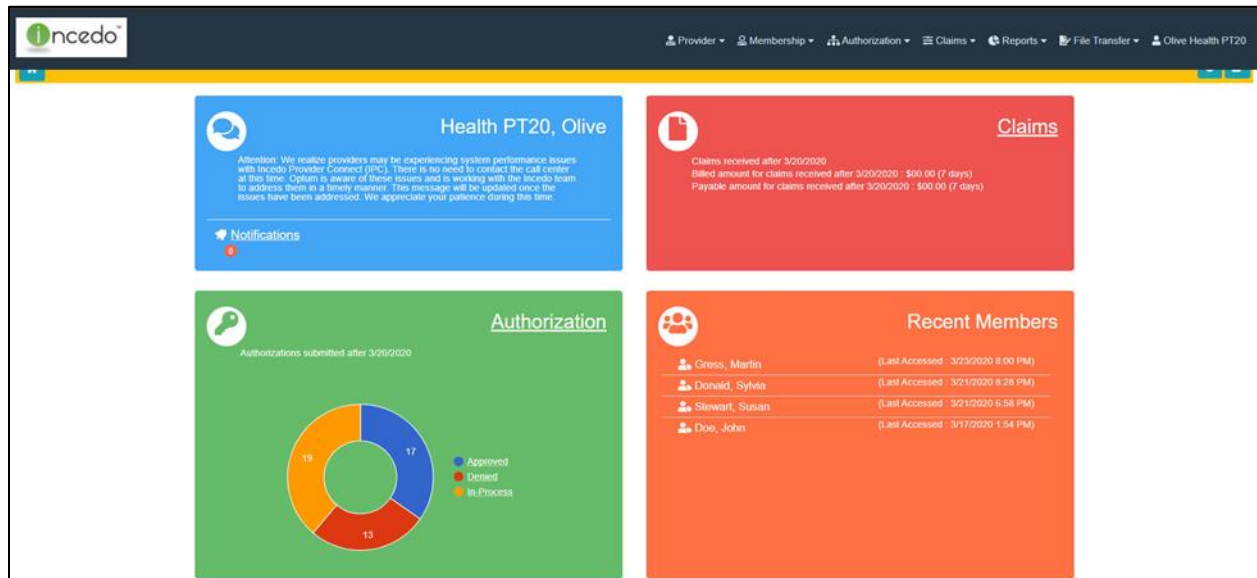 incedo™
Provider Membership Authorization Claims Reports File Transfer Olive Health PT20
Health PT20, Olive
Attention: We realize providers may be experiencing system performance issues
with Incedo Provider Connect (IPC). There is no need to contact the call center
at this time. Optum is aware of these issues and is working with the Incedo team
to address them in a timely manner. This message will be updated once the
issues have been addressed. We appreciate your patience during this time.
Notifications
0
Claims
Claims received after 3/20/2020
Billed amount for claims received after 3/20/2020 : $00.00 (7 days)
Payable amount for claims received after 3/20/2020 : $00.00 (7 days)
Authorization
Authorizations submitted after 3/20/2020
19
17
13
Approved
Denied
In-Process
Recent Members
Gress, Martin (Last Accessed : 3/23/2020 8:00 PM)
Donald, Sylvia (Last Accessed : 3/21/2020 8:28 PM)
Stewart, Susan (Last Accessed : 3/21/2020 6:58 PM)
Doe, John (Last Accessed : 3/17/2020 1:54 PM)